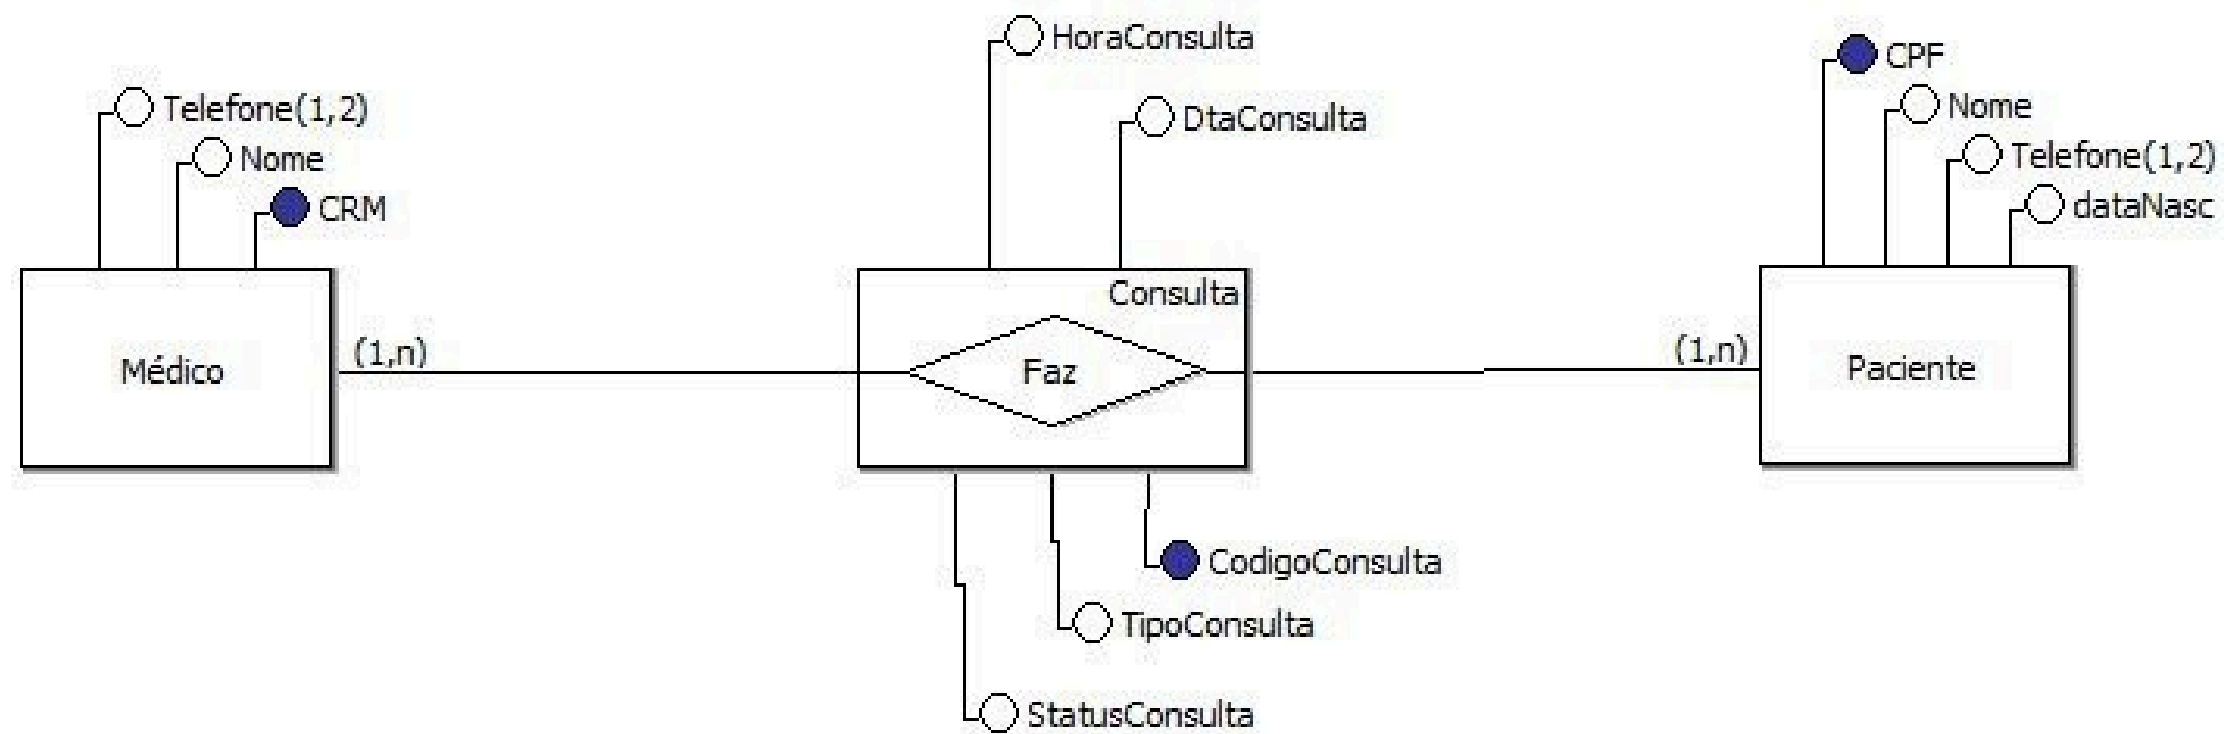 HoraConsulta
DtaConsulta
Telefone(1,2)
Nome
CRM
CPF
Nome
Telefone(1,2)
dataNasc
Médico
(1,n)
Consulta
Faz
(1,n)
Paciente
CodigoConsulta
TipoConsulta
StatusConsulta